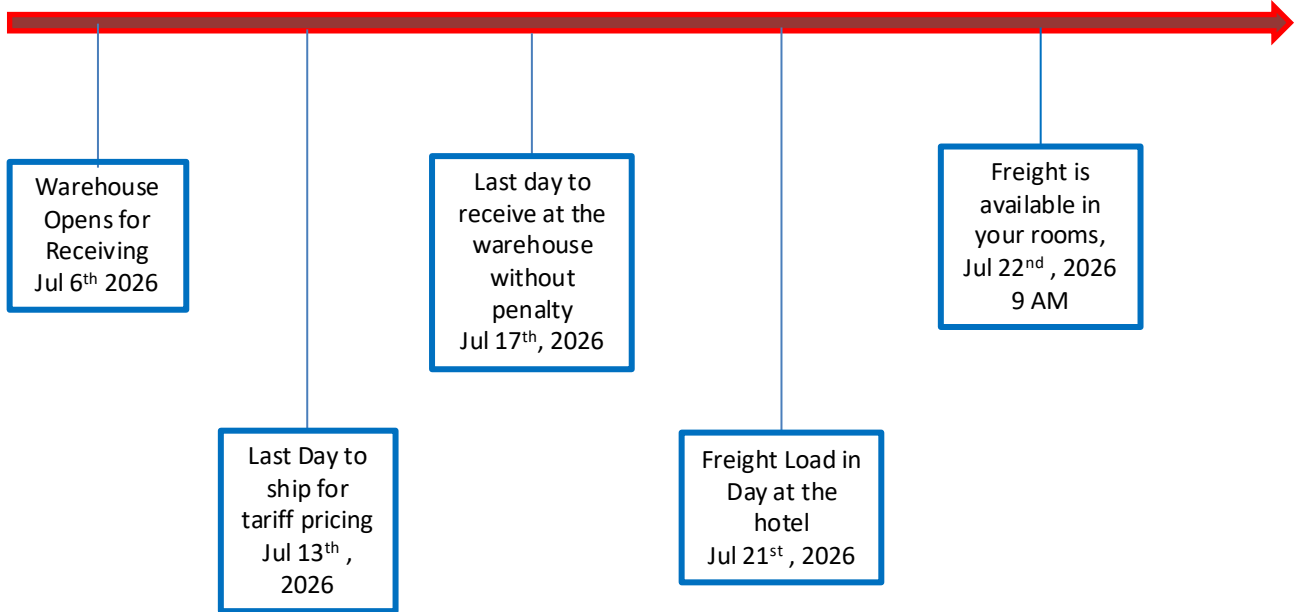 Warehouse
Opens for
Receiving
Jul 6th 2026
Last Day to
ship for
tariff pricing
Jul 13th ,
2026
Last day to
receive at the
warehouse
without
penalty
Jul 17th, 2026
Freight Load in
Day at the
hotel
Jul 21st , 2026
Freight is
available in
your rooms,
Jul 22nd , 2026
9 AM